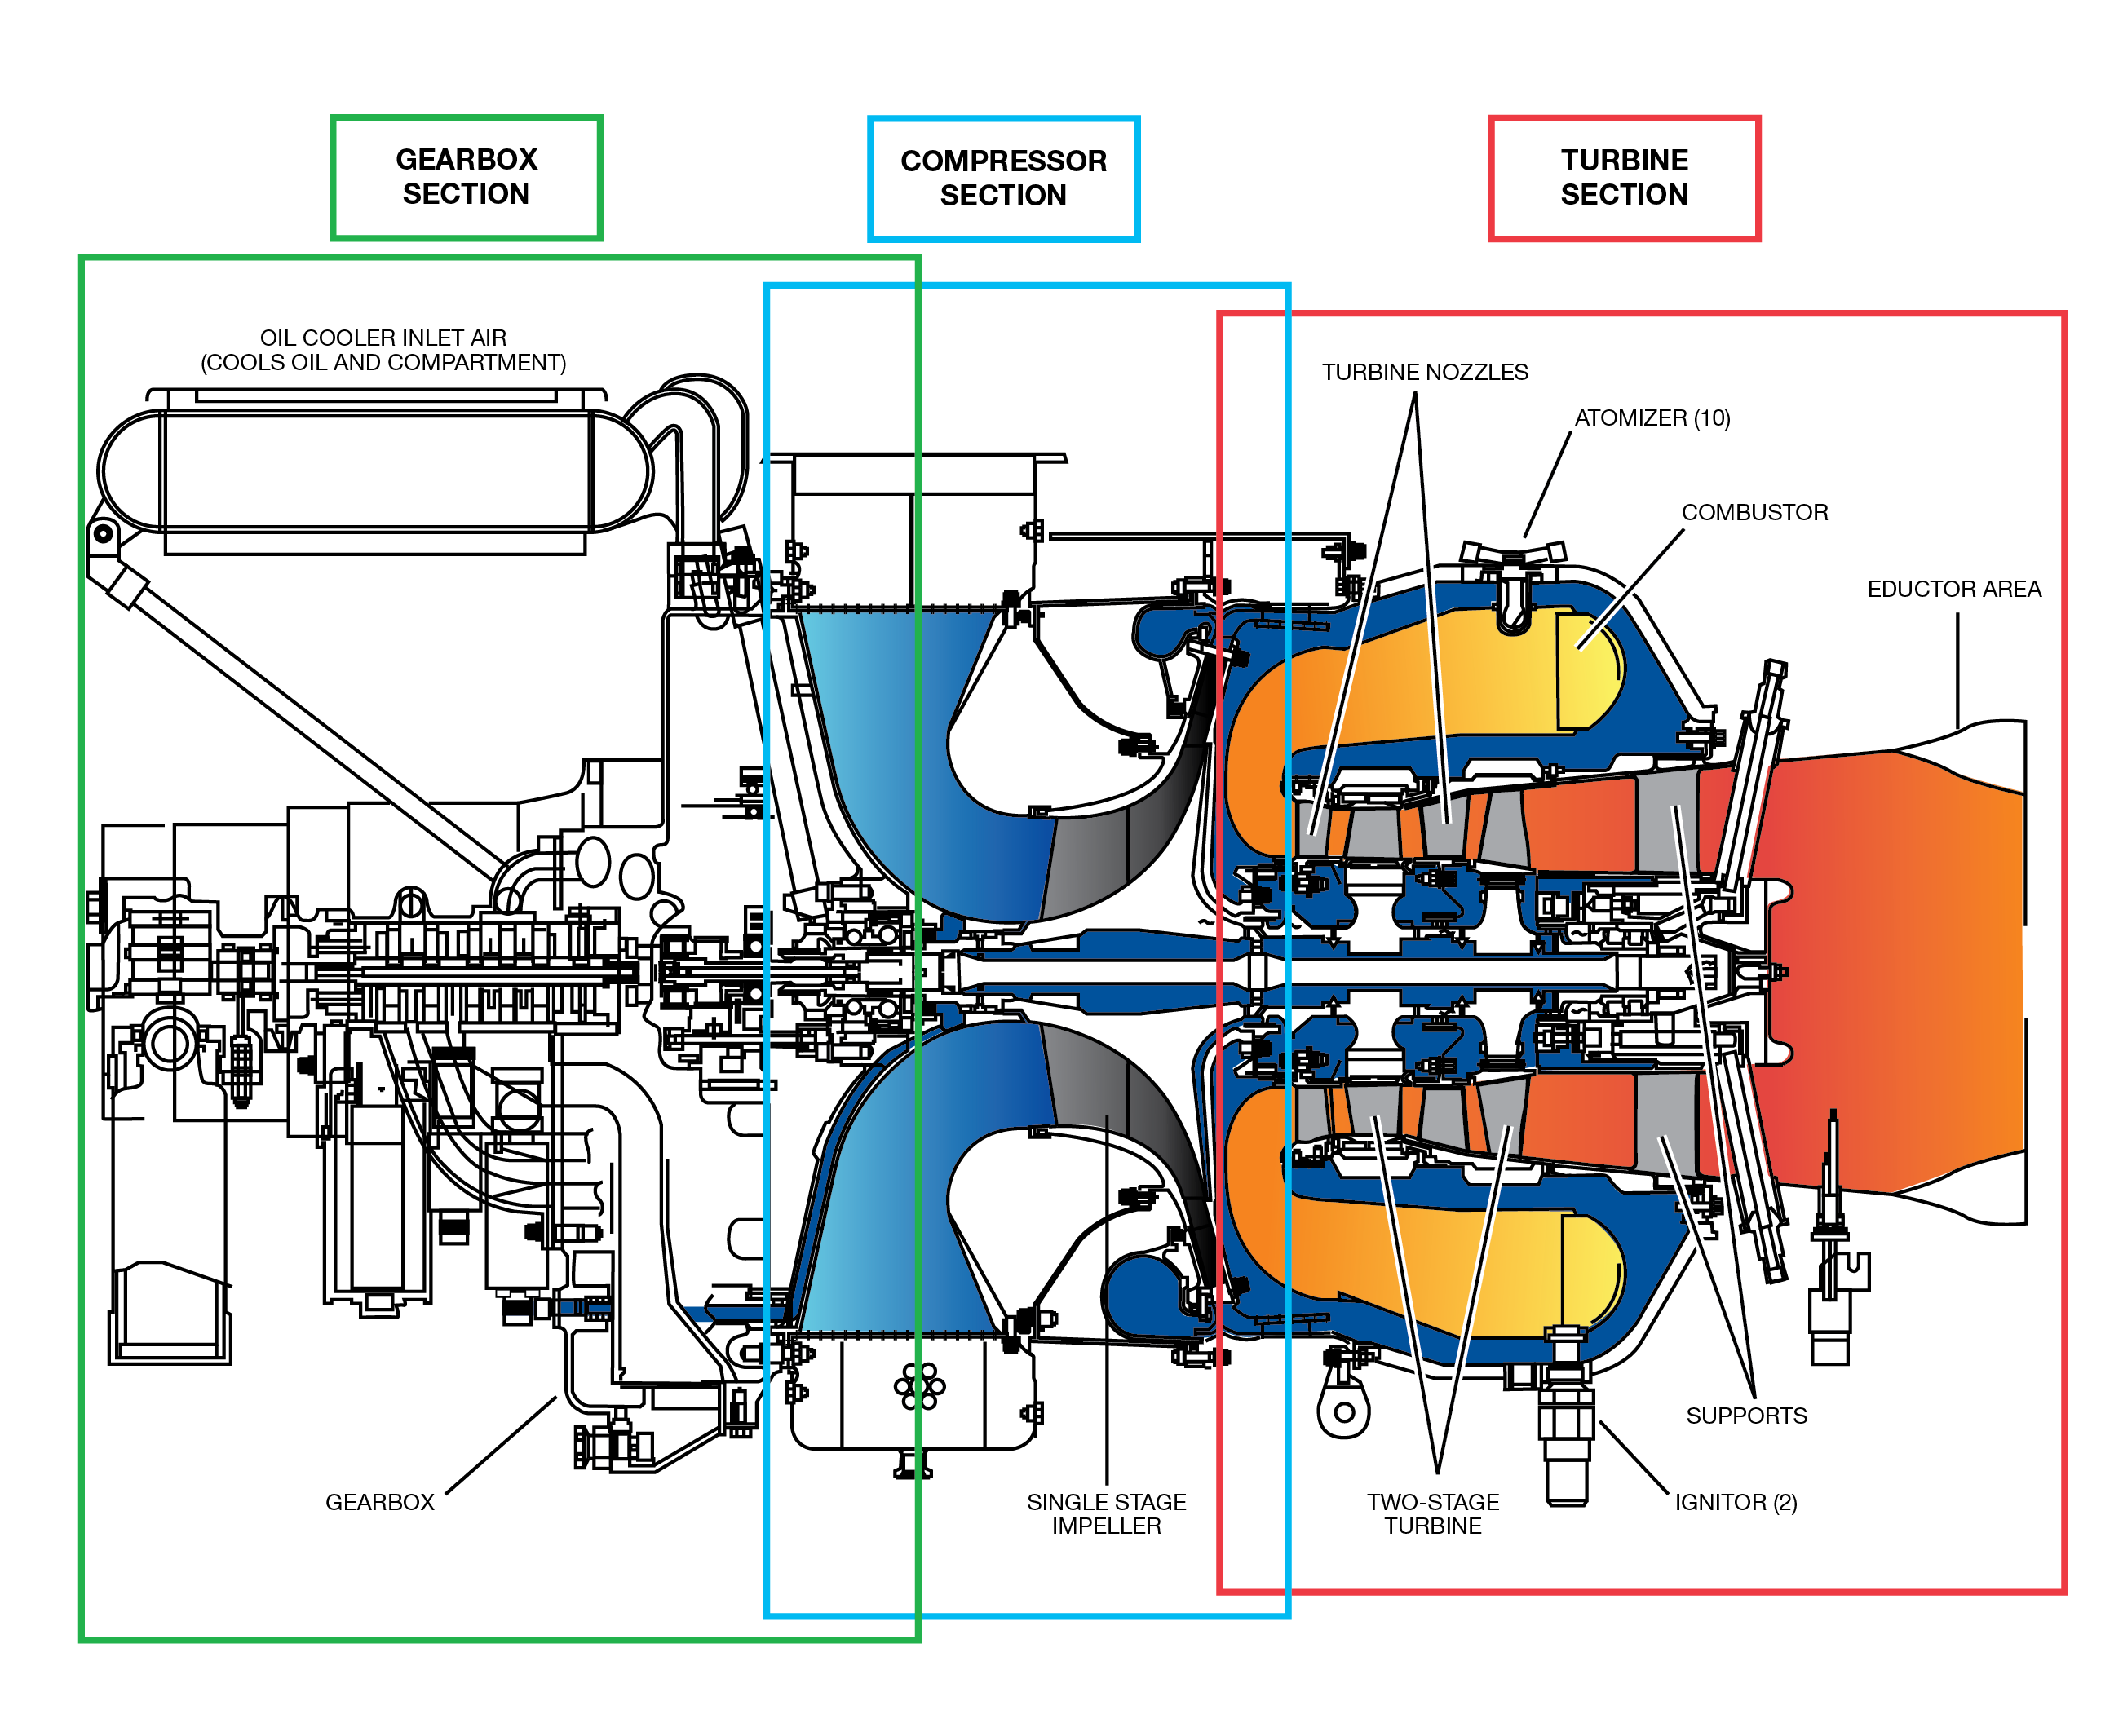 GEARBOX
SECTION
COMPRESSOR
SECTION
TURBINE
SECTION
OIL COOLER INLET AIR
(COOLS OIL AND COMPARTMENT)
TURBINE NOZZLES
ATOMIZER (10)
COMBUSTOR
EDUCTOR AREA
SUPPORTS
GEARBOX
SINGLE STAGE
IMPELLER
TWO-STAGE
TURBINE
IGNITOR (2)